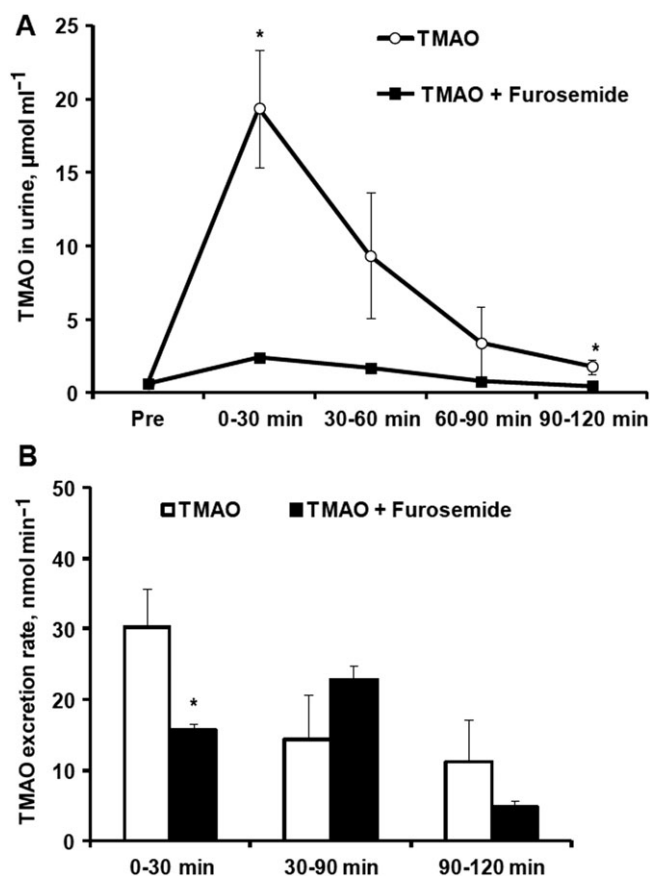 A
TMAO in urine, µmol ml⁻¹
25
20
15
10
5
0
*
*
TMAO
TMAO + Furosemide
Pre
0-30 min
30-60 min
60-90 min
90-120 min
B
TMAO excretion rate, nmol min⁻¹
50
40
30
20
10
0
TMAO
TMAO + Furosemide
*
0-30 min
30-90 min
90-120 min